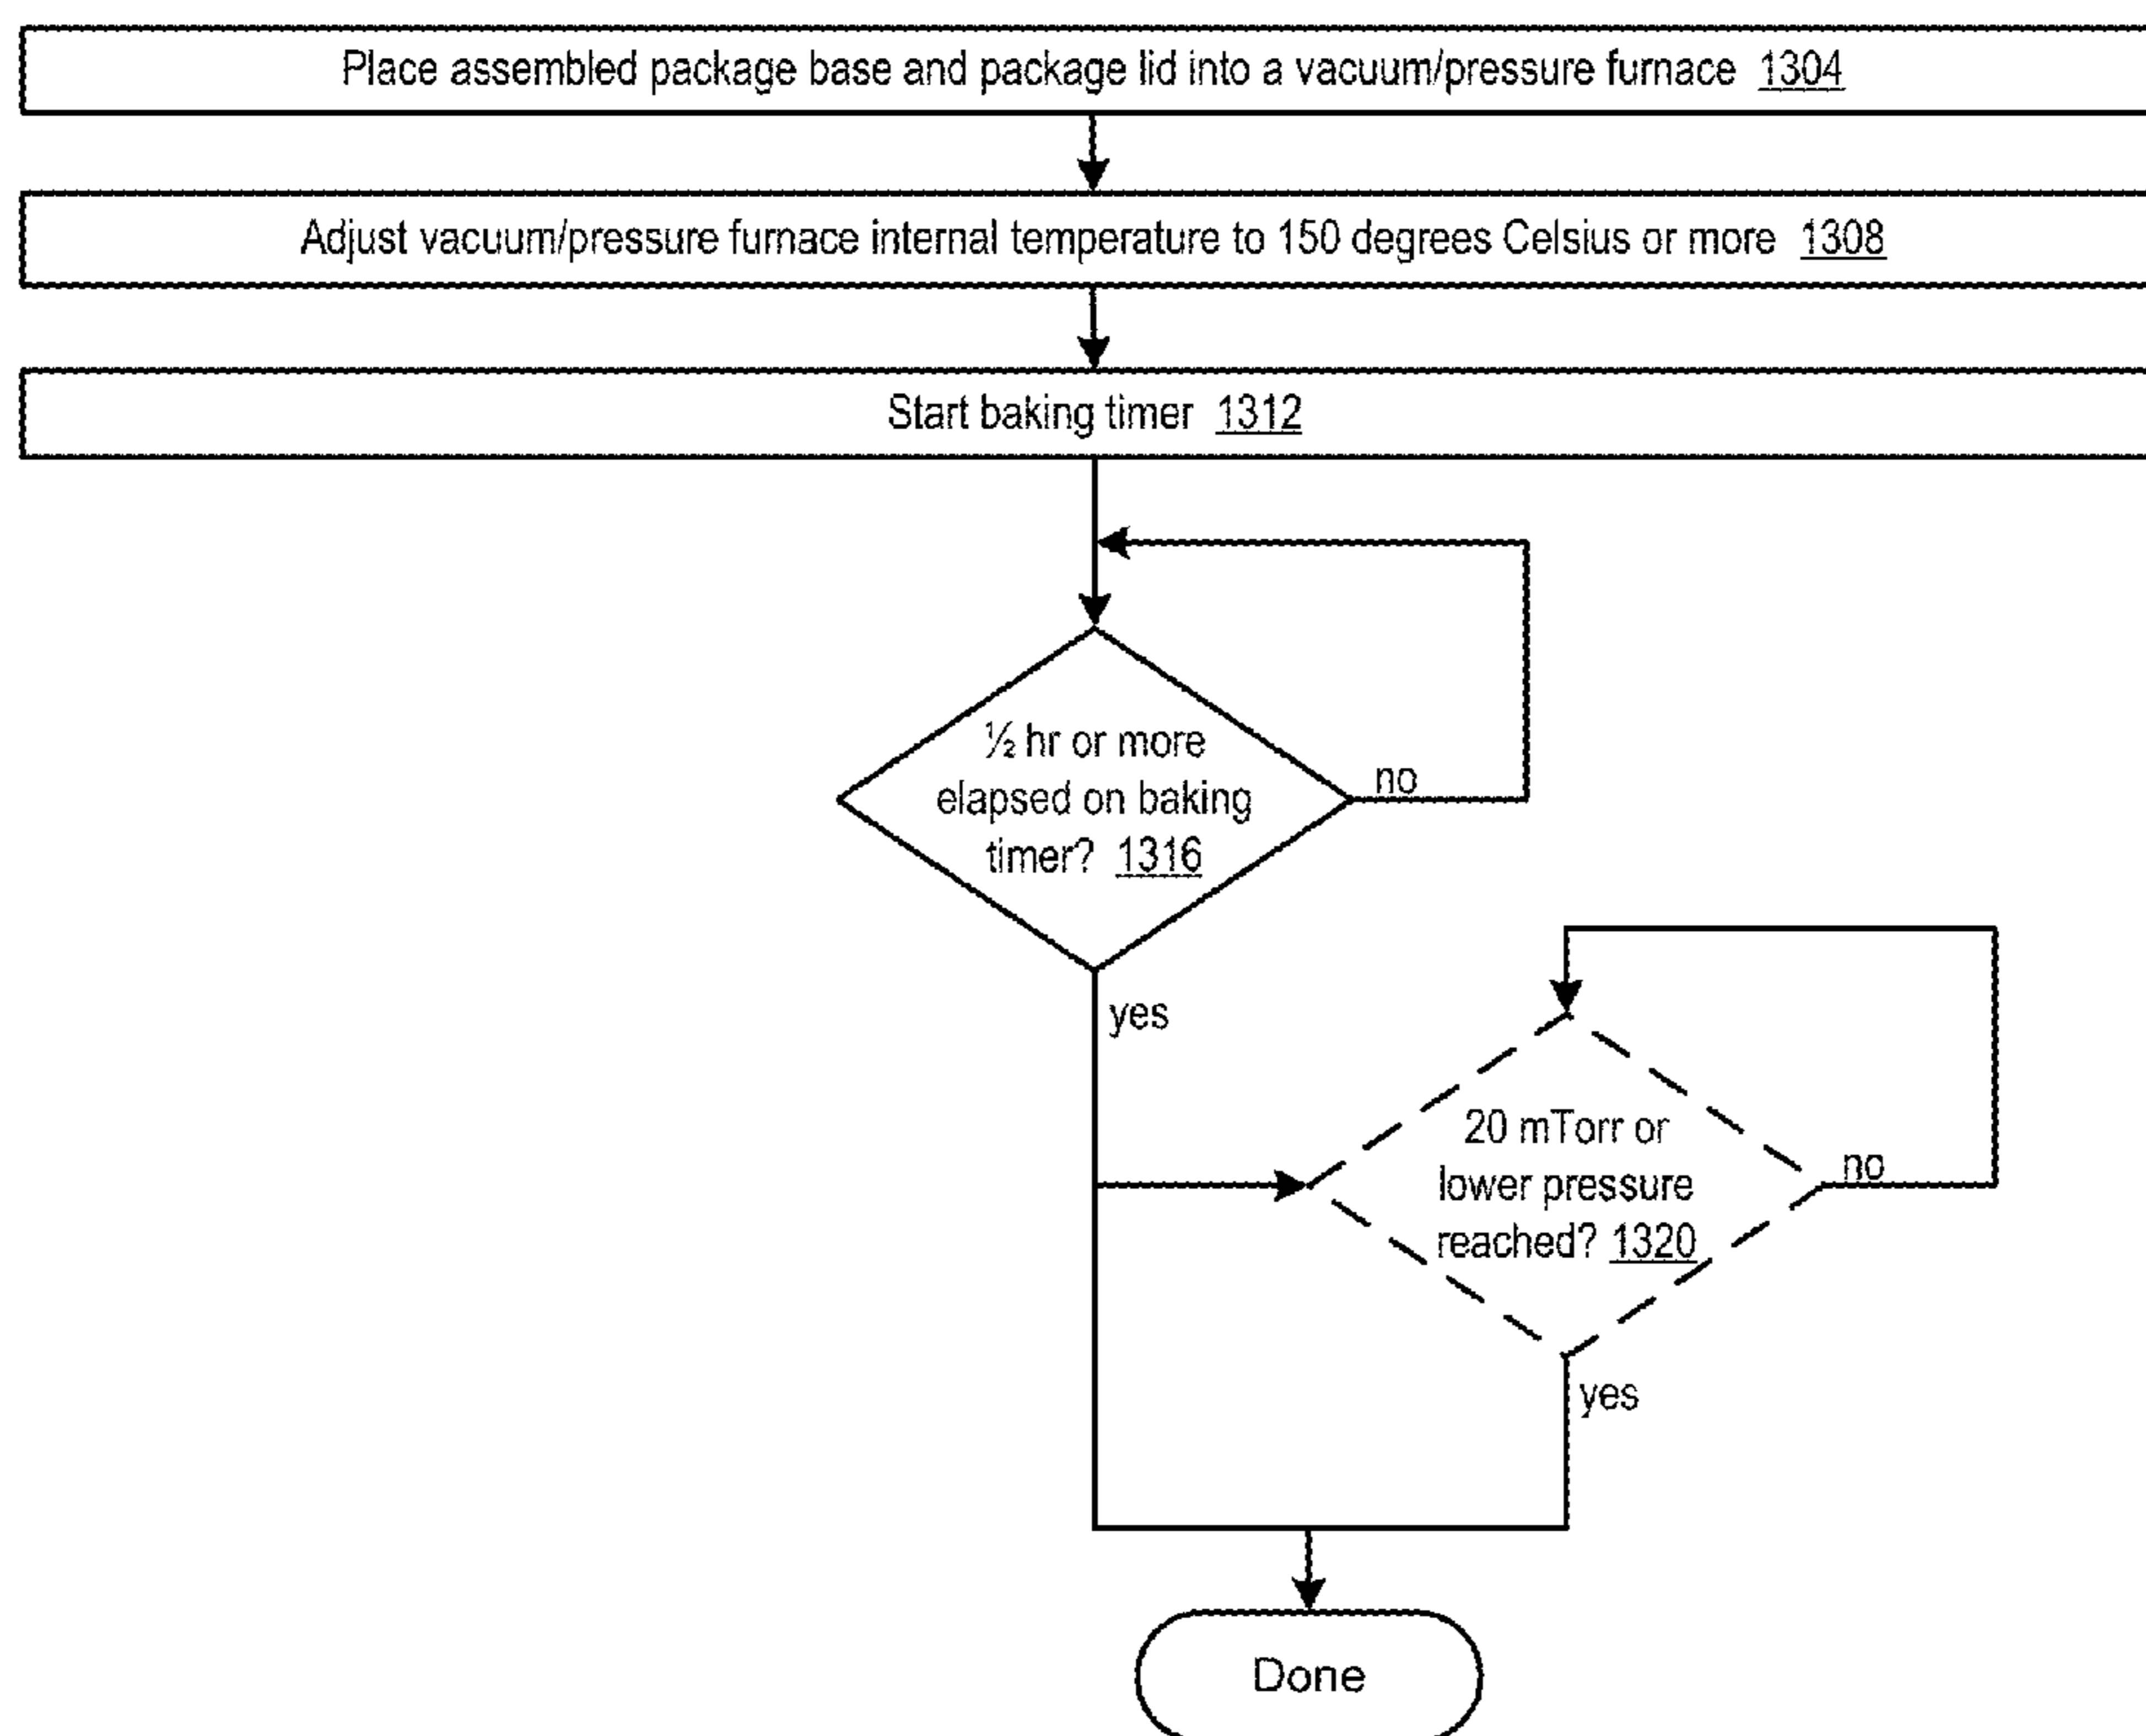 Place assembled package base and package lid into a vacuum/pressure furnace 1304
Adjust vacuum/pressure furnace internal temperature to 150 degrees Celsius or more 1308
Start baking timer 1312
½ hr or more
elapsed on baking
timer? 1316
no
yes
20 mTorr or
lower pressure
reached? 1320
no
yes
Done